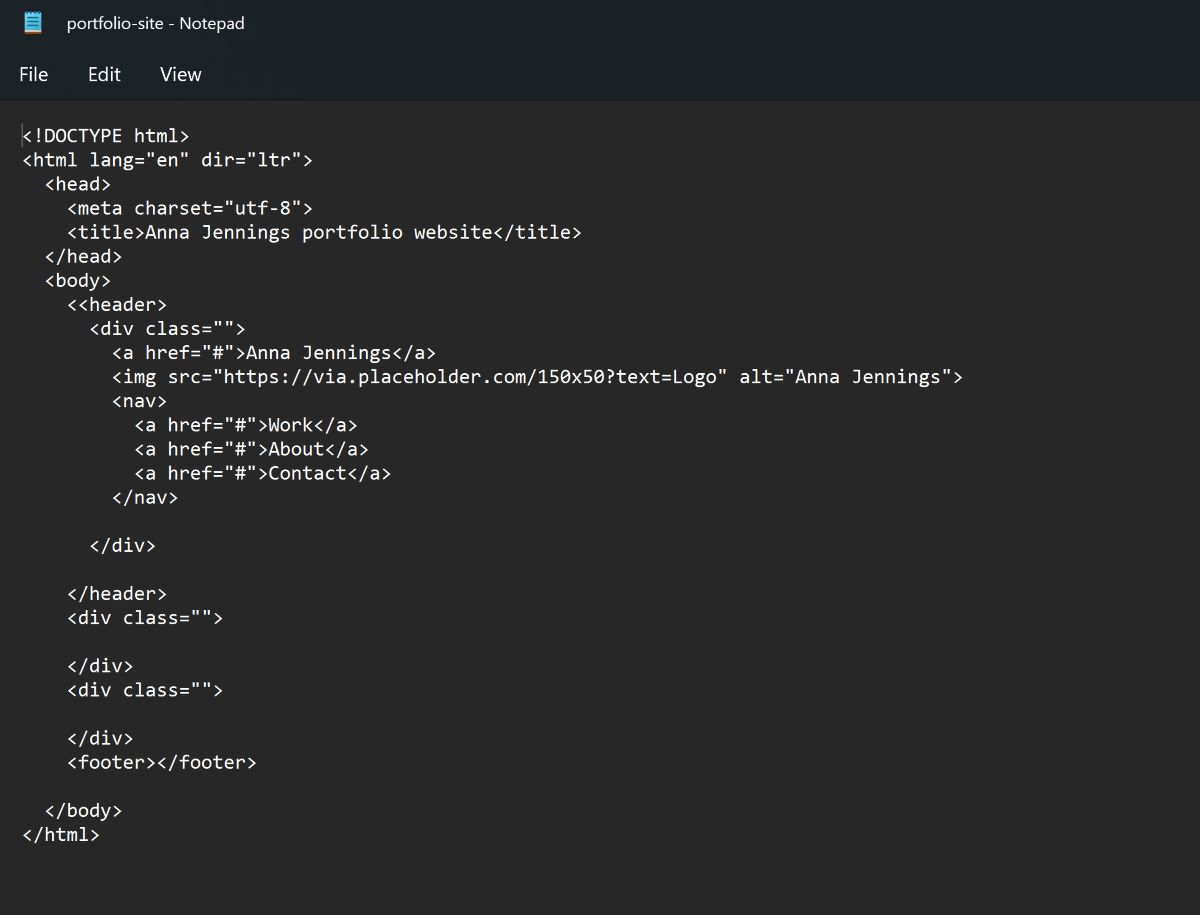 portfolio-site - Notepad
File Edit View
<!DOCTYPE html>
<html lang="en" dir="ltr">
  <head>
    <meta charset="utf-8">
    <title>Anna Jennings portfolio website</title>
  </head>
  <body>
    <<header>
      <div class="">
        <a href="#">Anna Jennings</a>
        <img src="https://via.placeholder.com/150x50?text=Logo" alt="Anna Jennings">
        <nav>
          <a href="#">Work</a>
          <a href="#">About</a>
          <a href="#">Contact</a>
        </nav>

      </div>

    </header>
    <div class="">

    </div>
    <div class="">

    </div>
    <footer></footer>

  </body>
</html>